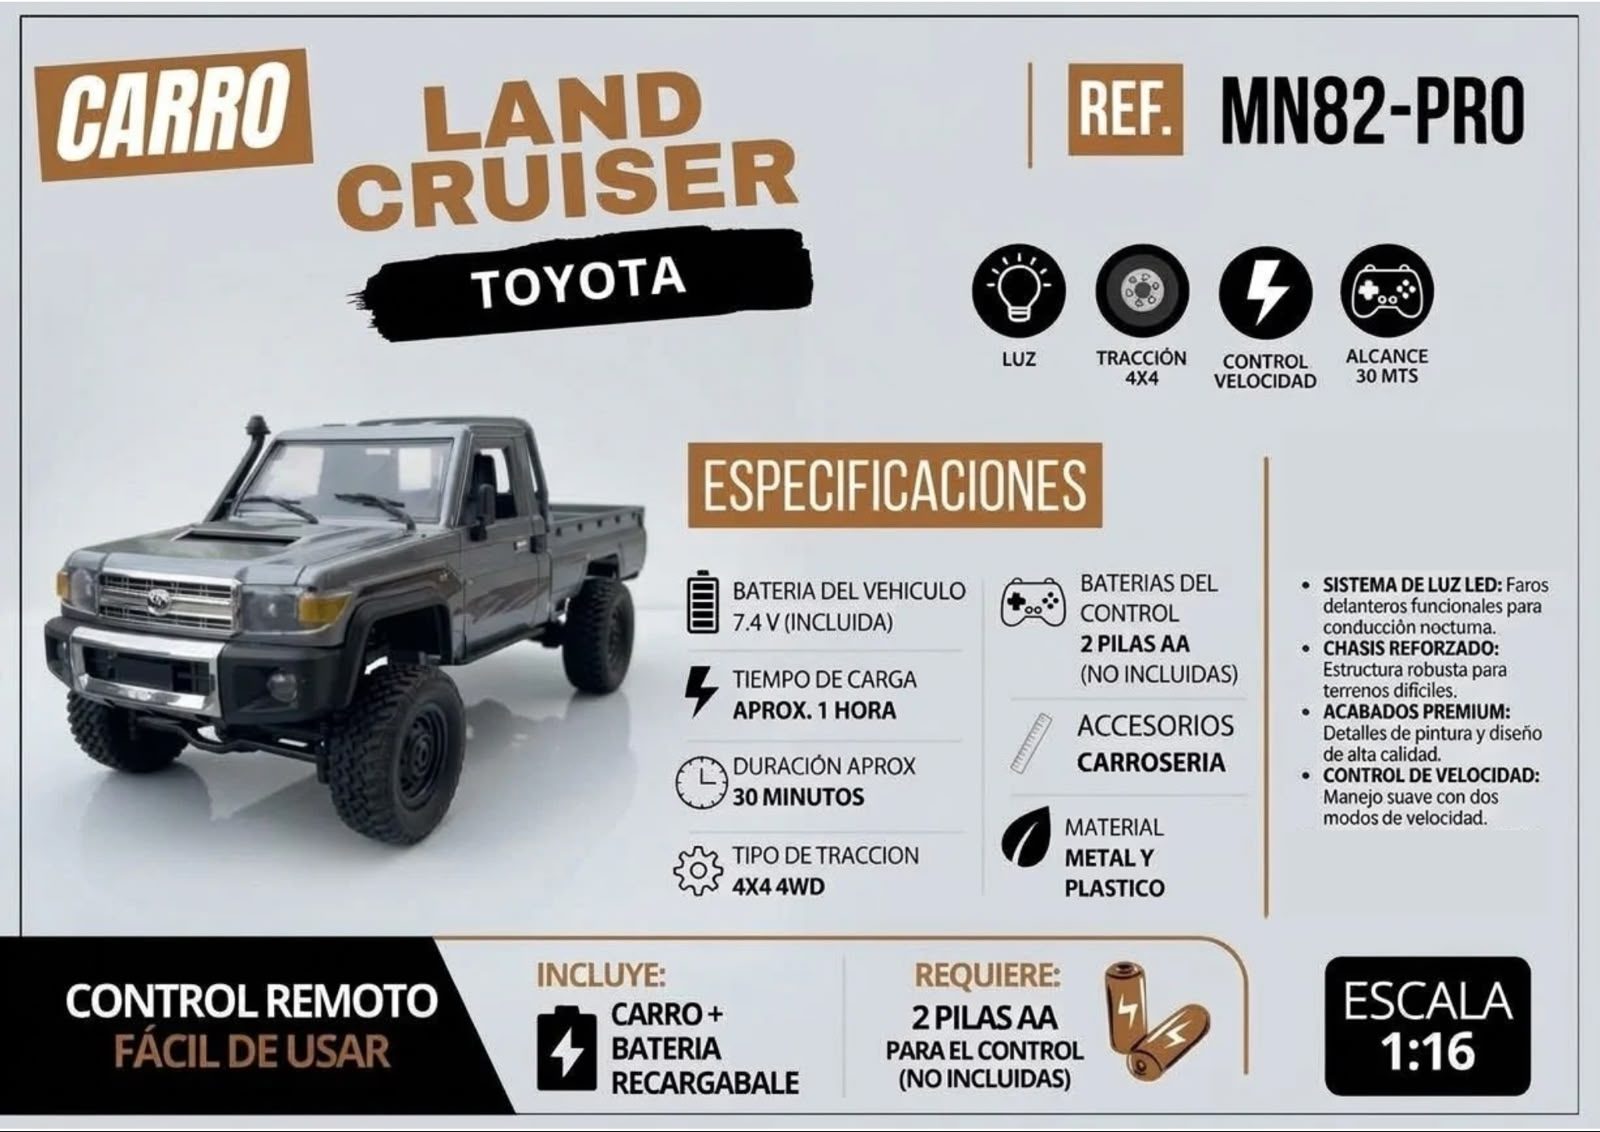 CARRO
LAND
CRUISER
TOYOTA
REF. MN82-PRO
LUZ
TRACCIÓN
4X4
CONTROL
VELOCIDAD
ALCANCE
30 MTS
ESPECIFICACIONES
BATERIA DEL VEHICULO
7.4 V (INCLUIDA)
TIEMPO DE CARGA
APROX. 1 HORA
DURACIÓN APROX
30 MINUTOS
TIPO DE TRACCION
4X4 4WD
BATERIAS DEL
CONTROL
2 PILAS AA
(NO INCLUIDAS)
ACCESORIOS
CARROSERIA
MATERIAL
METAL Y
PLASTICO
• SISTEMA DE LUZ LED: Faros
delanteros funcionales para
conducción nocturna.
• CHASIS REFORZADO:
Estructura robusta para
terrenos difíciles.
• ACABADOS PREMIUM:
Detalles de pintura y diseño
de alta calidad.
• CONTROL DE VELOCIDAD:
Manejo suave con dos
modos de velocidad.
CONTROL REMOTO
FÁCIL DE USAR
INCLUYE:
CARRO +
BATERIA
RECARGABALE
REQUIERE:
2 PILAS AA
PARA EL CONTROL
(NO INCLUIDAS)
ESCALA
1:16